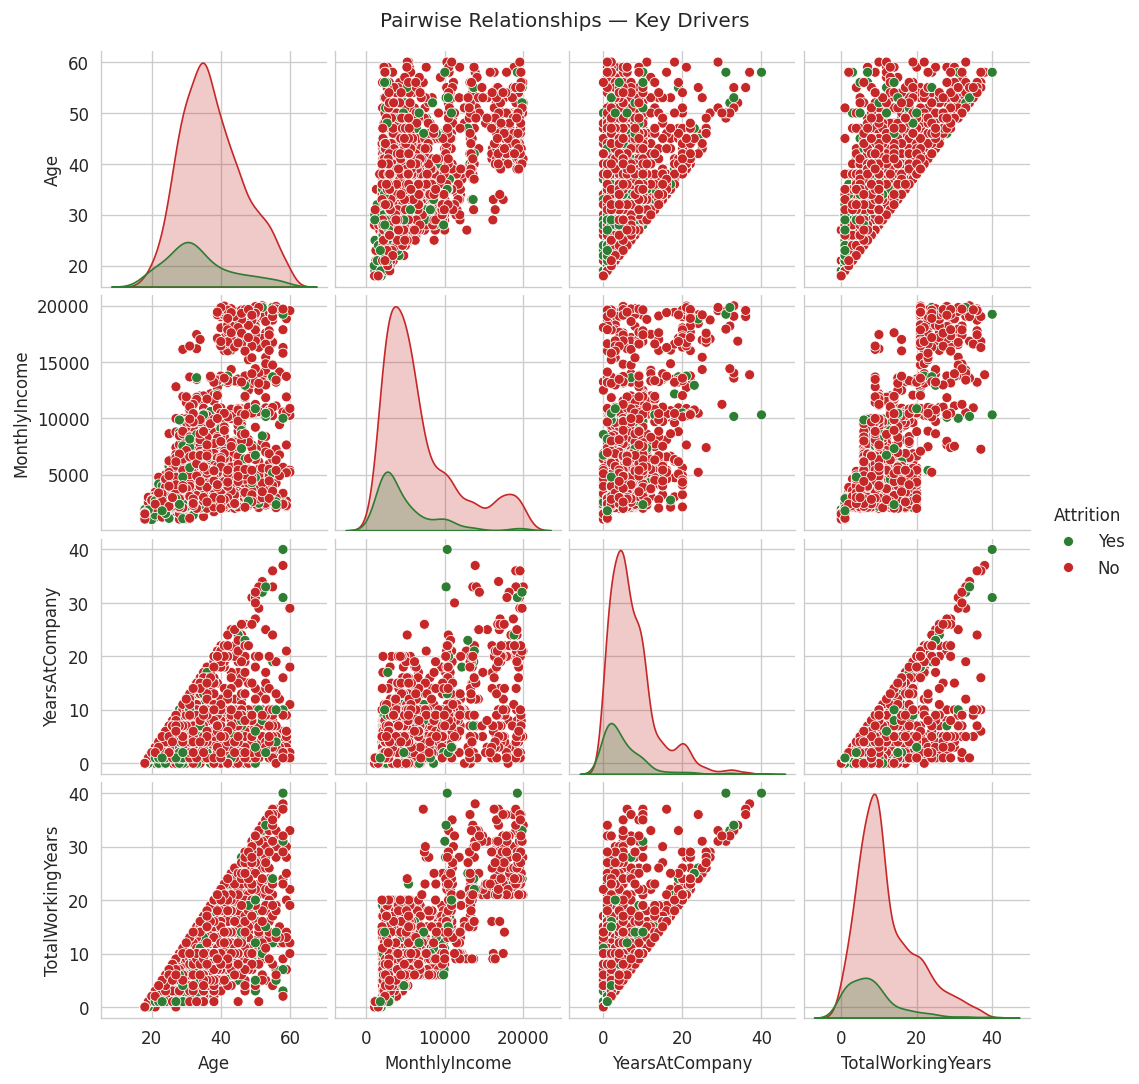 Pairwise Relationships — Key Drivers
60
50
40
30
20
Age
20000
15000
10000
5000
MonthlyIncome
Attrition
Yes
No
40
30
20
10
0
YearsAtCompany
40
30
20
10
0
TotalWorkingYears
20 40 60
0 10000 20000
0 20 40
0 20 40
Age MonthlyIncome YearsAtCompany TotalWorkingYears